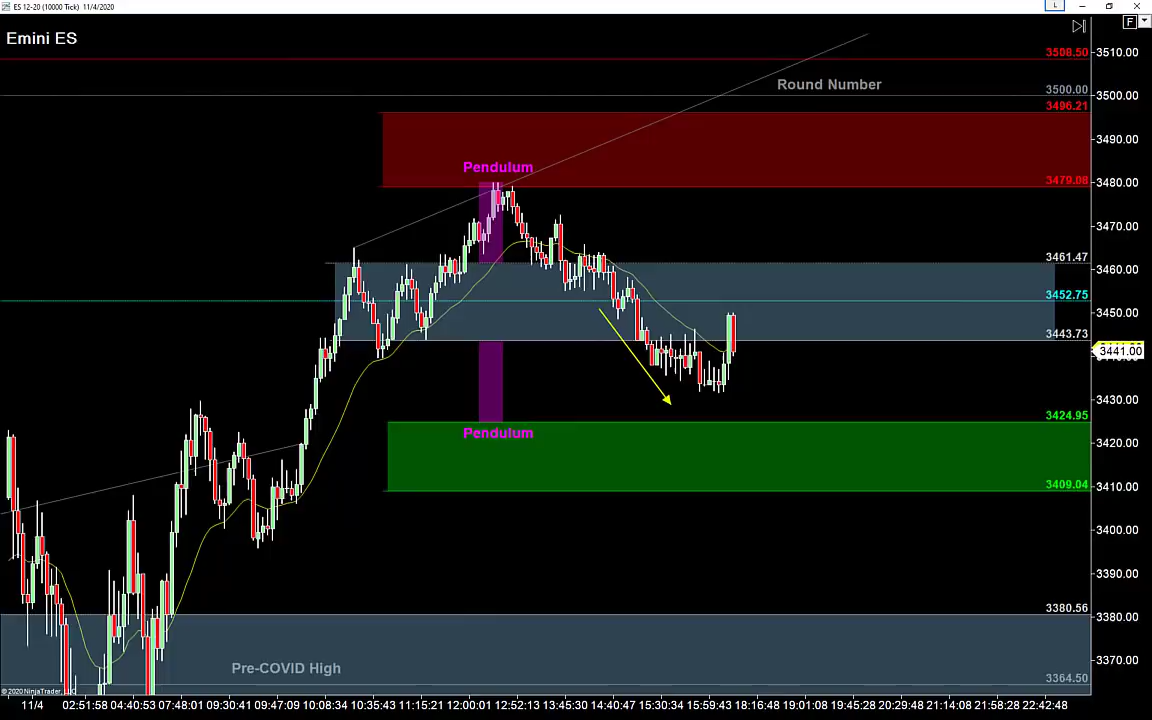 ES 12-20 (10000 Tick) 11/4/2020
L
F
Emini ES
3510.00
3508.50
Round Number
3500.00
3500.00
3496.21
3490.00
Pendulum
3479.08
3480.00
3470.00
3461.47
3460.00
3452.75
3450.00
3443.73
3441.00
3430.00
3424.95
Pendulum
3420.00
3409.04
3410.00
3400.00
3390.00
3380.56
3380.00
Pre-COVID High
3370.00
3364.50
© 2020 NinjaTrader, LLC
11/4 02:51:58 04:40:53 07:48:01 09:30:41 09:47:09 10:08:34 10:35:43 11:15:21 12:00:01 12:52:13 13:45:30 14:40:47 15:30:34 15:59:43 18:16:48 19:01:08 19:45:28 20:29:48 21:14:08 21:58:28 22:42:48